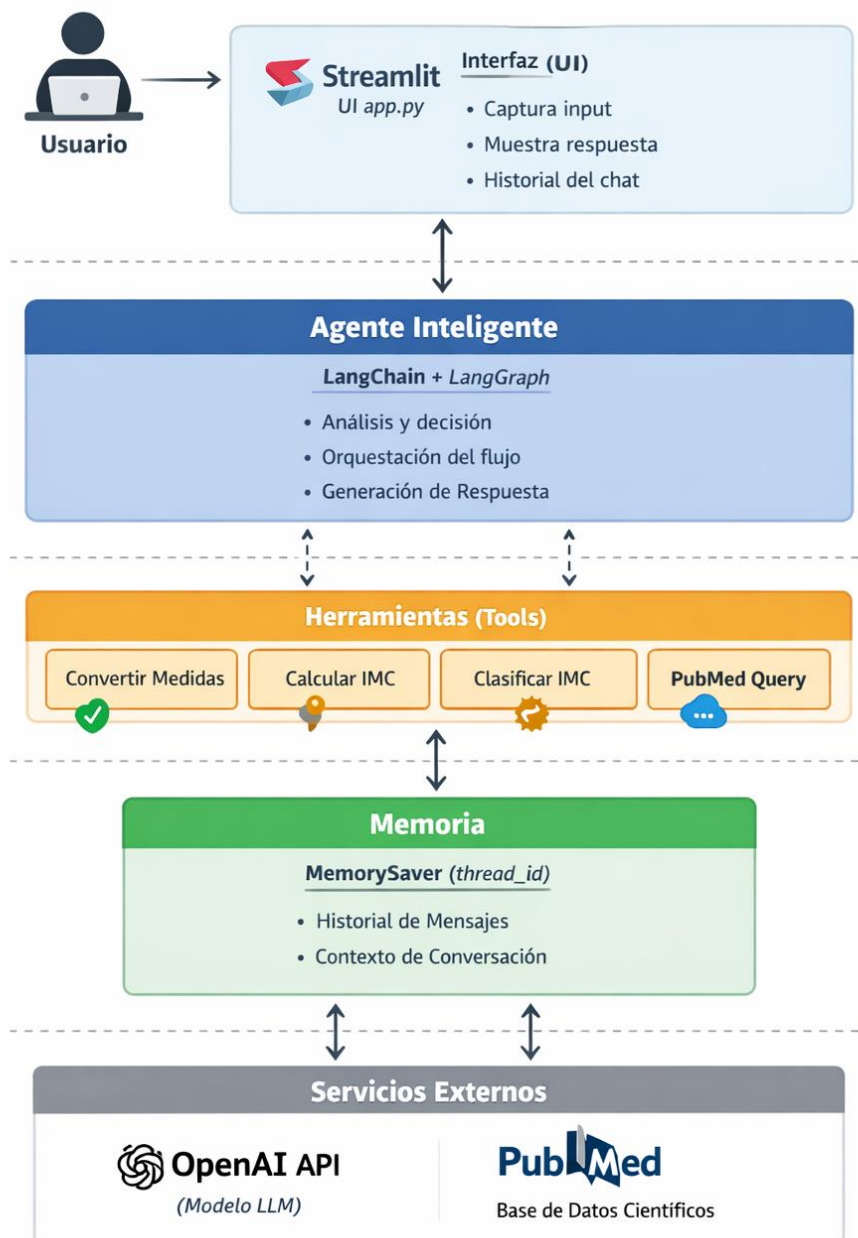 Usuario
Streamlit
UI app.py
Interfaz (UI)
• Captura input
• Muestra respuesta
• Historial del chat
Agente Inteligente
LangChain + LangGraph
• Análisis y decisión
• Orquestación del flujo
• Generación de Respuesta
Herramientas (Tools)
Convertir Medidas
Calcular IMC
Clasificar IMC
PubMed Query
Memoria
MemorySaver (thread_id)
• Historial de Mensajes
• Contexto de Conversación
Servicios Externos
OpenAI API
(Modelo LLM)
PubMed
Base de Datos Científicos